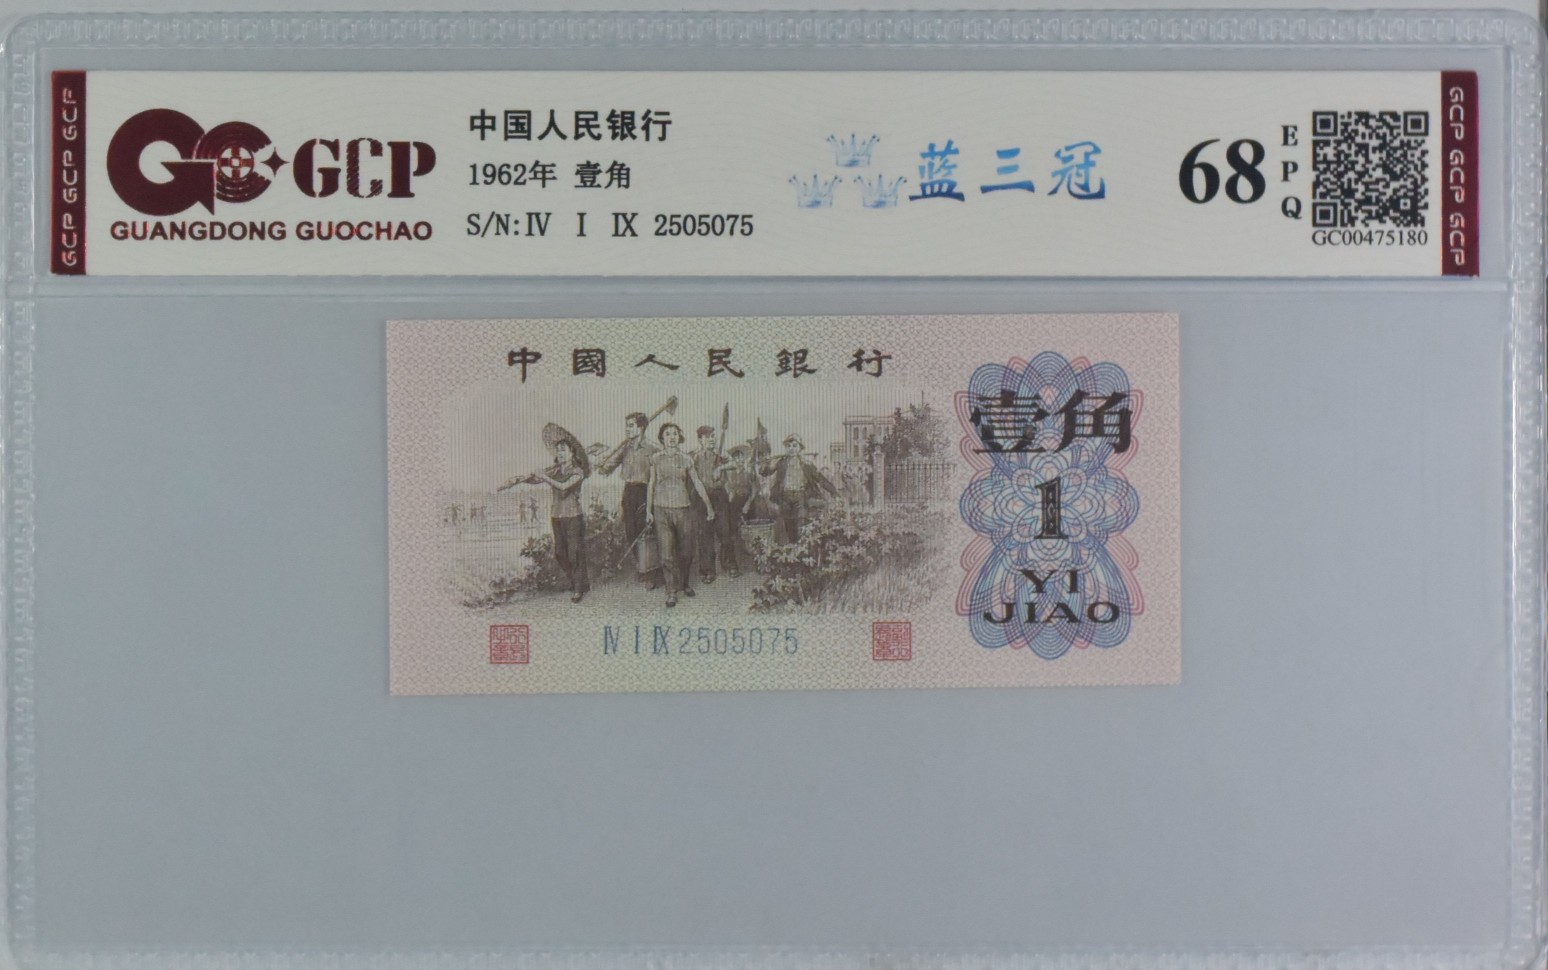 GCP GCP GCP
GCP
GUANGDONG GUOCHAO
中国人民银行
1962年 壹角
S/N:Ⅳ Ⅰ Ⅸ 2505075
蓝三冠
68
EPQ
GC00475180
GCP GCP GCP
中國人民銀行
壹角
1
YI
JIAO
Ⅳ Ⅰ Ⅸ 2505075